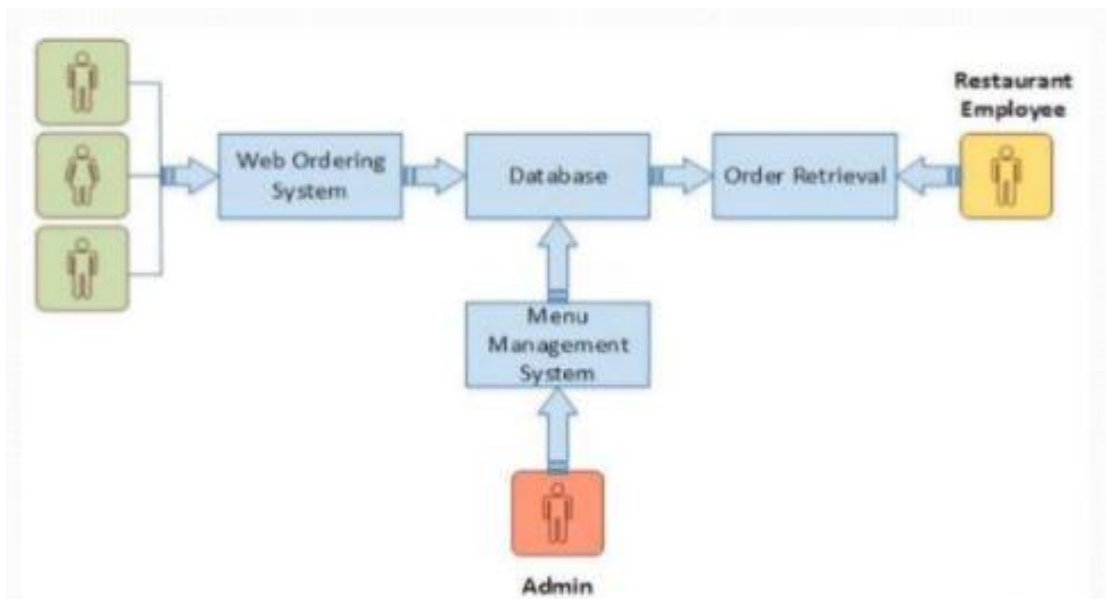 Restaurant
Employee
Web Ordering
System
Database
Order Retrieval
Menu
Management
System
Admin